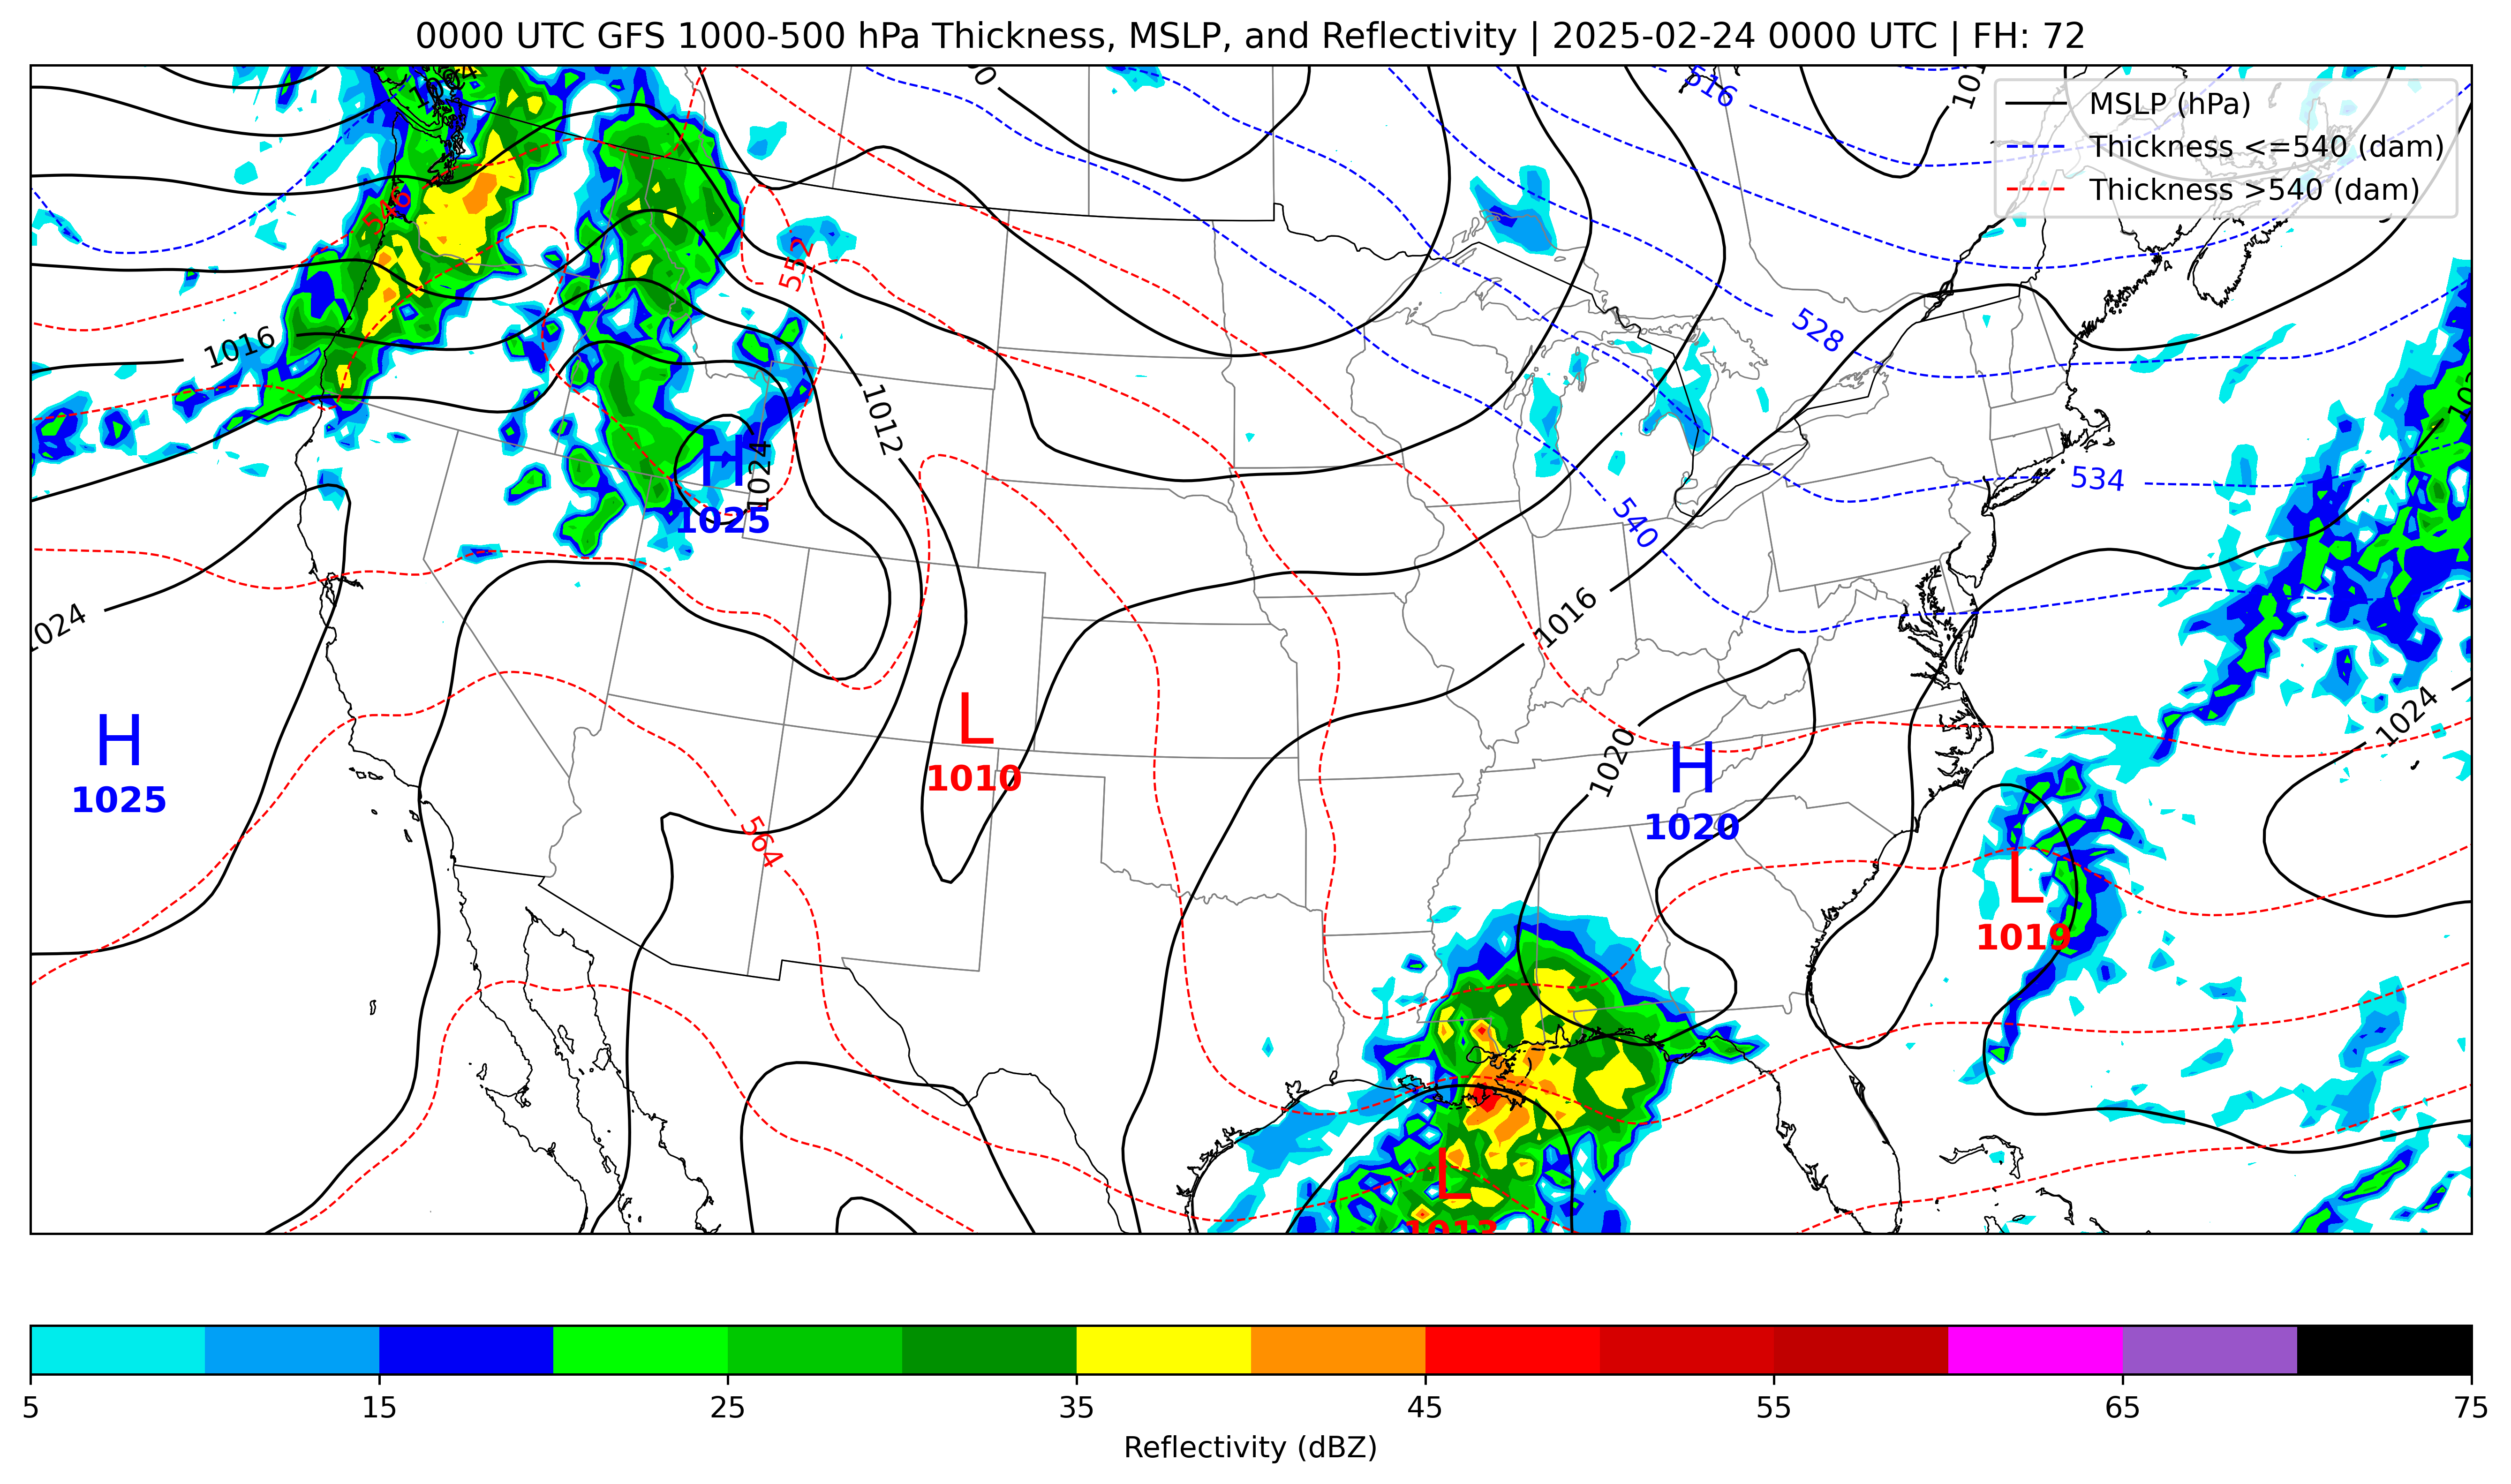 0000 UTC GFS 1000-500 hPa Thickness, MSLP, and Reflectivity | 2025-02-24 0000 UTC | FH: 72
MSLP (hPa)
Thickness <=540 (dam)
Thickness >540 (dam)
516
546
552
528
1016
1012
1024
H
1025
534
540
1024
1016
H
1025
L
1010
1020
H
1020
1024
564
L
1019
L
1013
5
15
25
35
45
55
65
75
Reflectivity (dBZ)